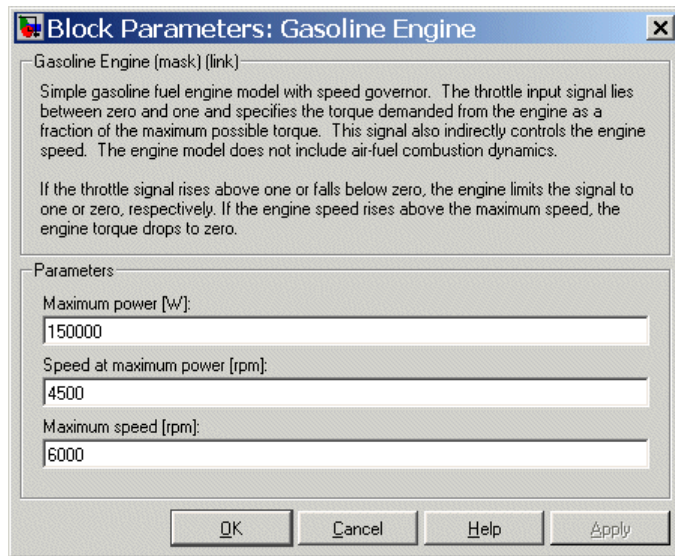 Block Parameters: Gasoline Engine
Gasoline Engine (mask) (link)
Simple gasoline fuel engine model with speed governor.  The throttle input signal lies
between zero and one and specifies the torque demanded from the engine as a
fraction of the maximum possible torque.  This signal also indirectly controls the engine
speed.  The engine model does not include air-fuel combustion dynamics.
If the throttle signal rises above one or falls below zero, the engine limits the signal to
one or zero, respectively. If the engine speed rises above the maximum speed, the
engine torque drops to zero.
Parameters
Maximum power [W]:
150000
Speed at maximum power [rpm]:
4500
Maximum speed [rpm]:
6000
OK Cancel Help Apply